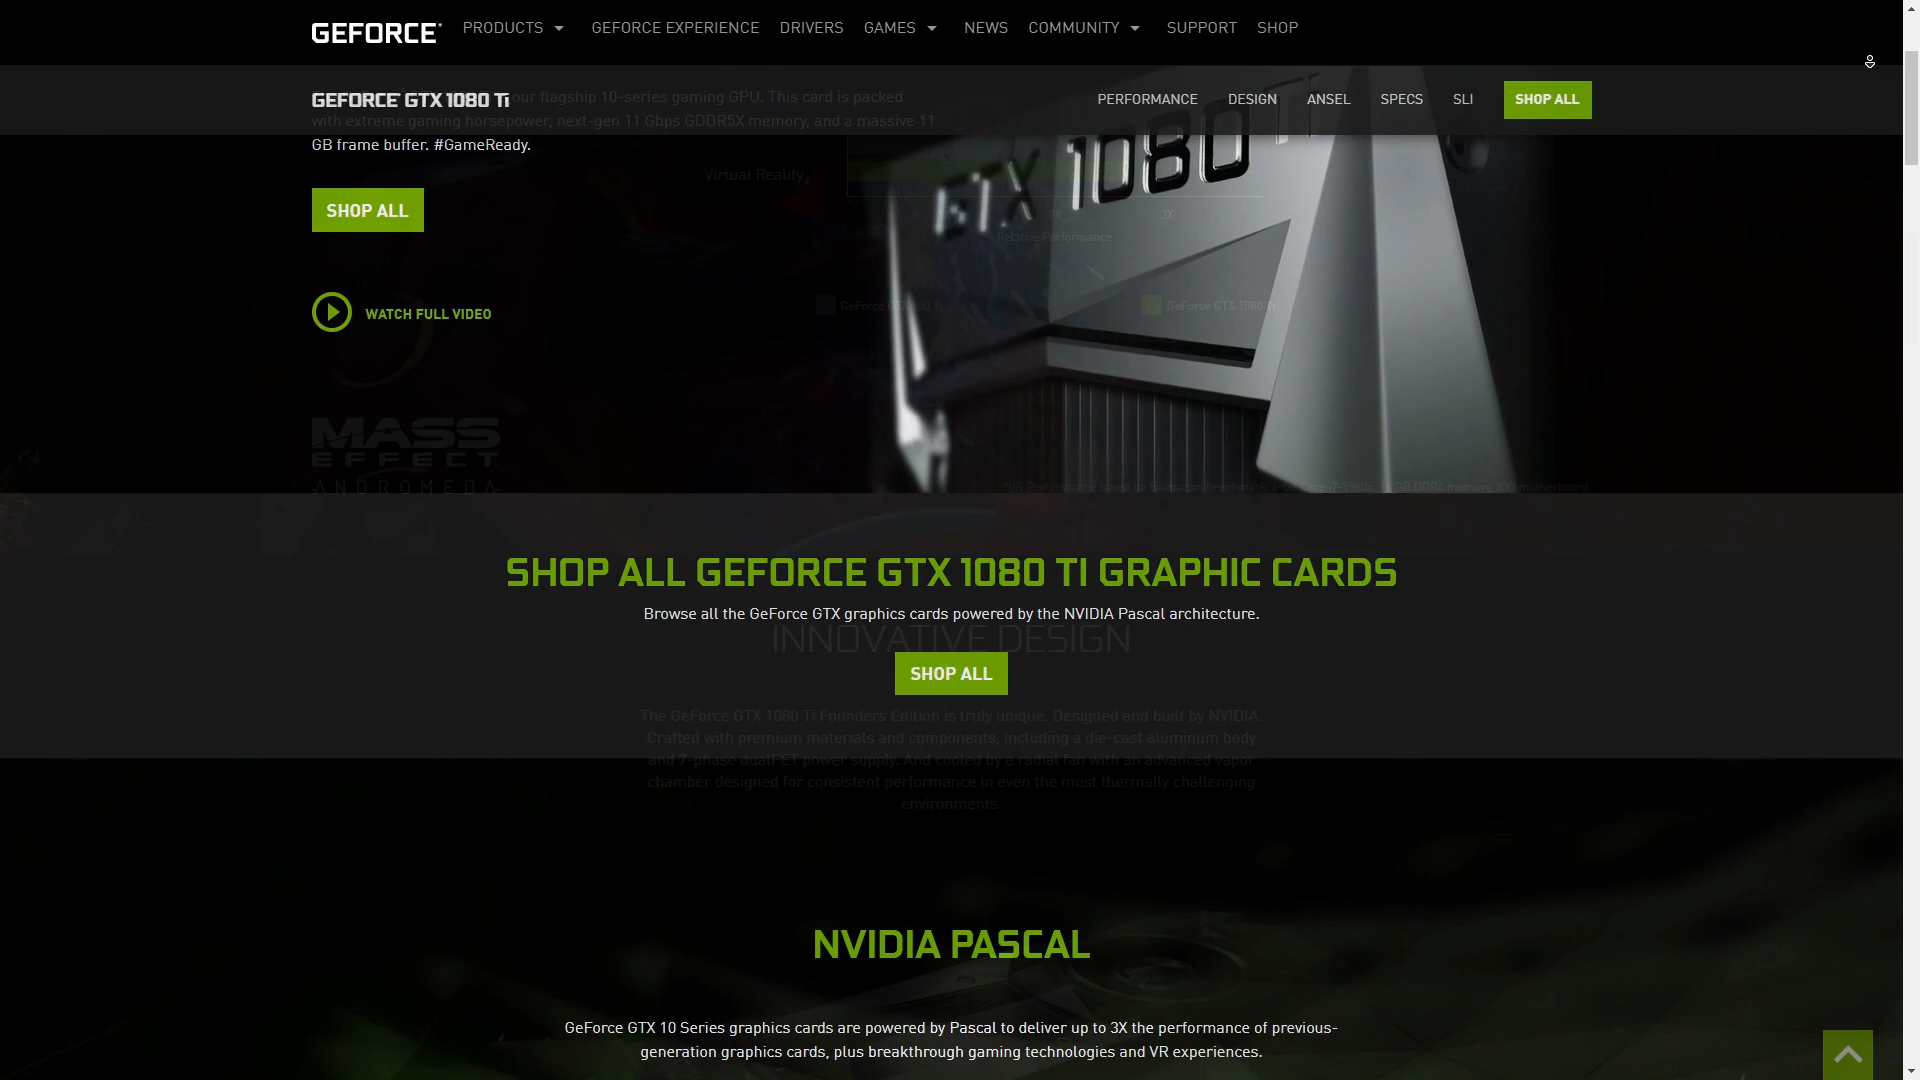 GEFORCE
PRODUCTS GEFORCE EXPERIENCE DRIVERS GAMES NEWS COMMUNITY SUPPORT SHOP
GEFORCE GTX 1080 Ti
PERFORMANCE DESIGN ANSEL SPECS SLI SHOP ALL
our flagship 10-series gaming GPU. This card is packed
with extreme gaming horsepower, next-gen 11 Gbps GDDR5X memory, and a massive 11
GB frame buffer. #GameReady.
GTX 1080 Ti
Virtual Reality
2X 3X
Relative Performance
SHOP ALL
GeForce GTX 1080 Ti
WATCH FULL VIDEO
MASS
EFFECT
ANDROMEDA
SHOP ALL GEFORCE GTX 1080 TI GRAPHIC CARDS
Browse all the GeForce GTX graphics cards powered by the NVIDIA Pascal architecture.
INNOVATIVE DESIGN
SHOP ALL
The GeForce GTX 1080 Ti Founders Edition is truly unique. Designed and built by NVIDIA.
Crafted with premium materials and components, including a die-cast aluminum body
and 7-phase dualFET power supply. And cooled by a radial fan with an advanced vapor
chamber designed for consistent performance in even the most thermally challenging
environments.
NVIDIA PASCAL
GeForce GTX 10 Series graphics cards are powered by Pascal to deliver up to 3X the performance of previous-
generation graphics cards, plus breakthrough gaming technologies and VR experiences.